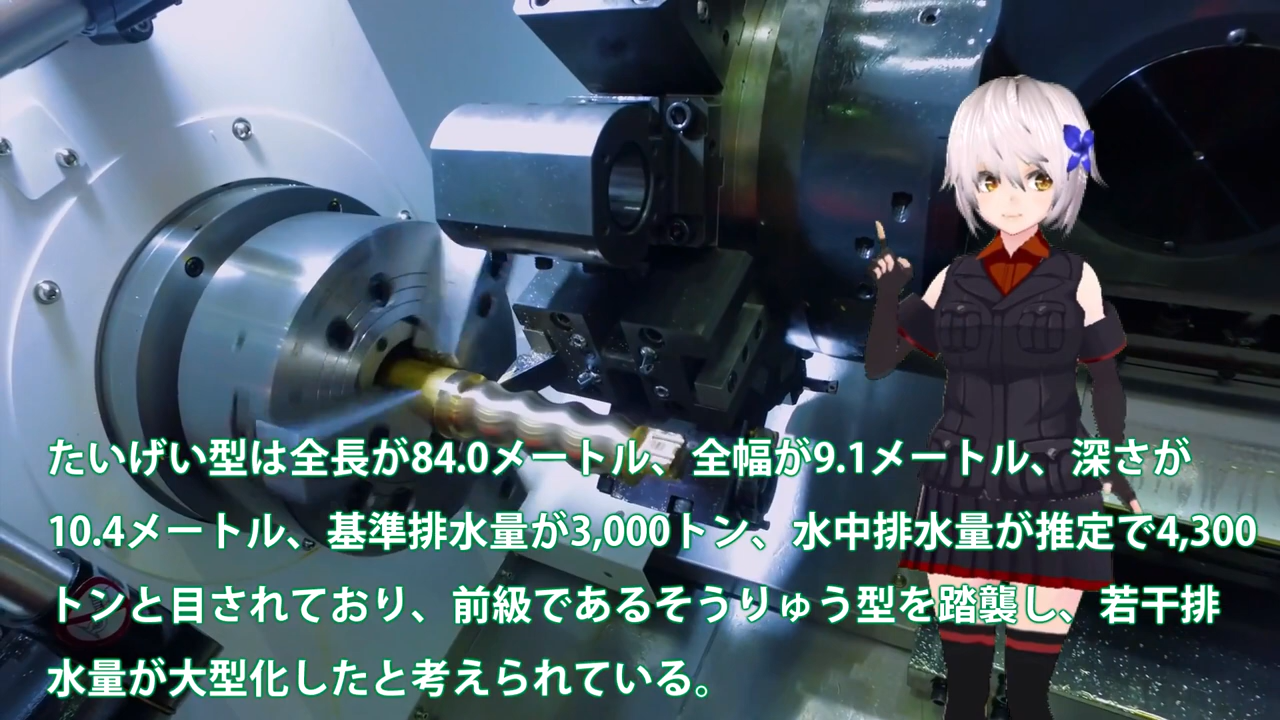 たいげい型は全長が84.0メートル、全幅が9.1メートル、深さが
10.4メートル、基準排水量が3,000トン、水中排水量が推定で4,300
トンと目されており、前級であるそうりゅう型を踏襲し、若干排
水量が大型化したと考えられている。